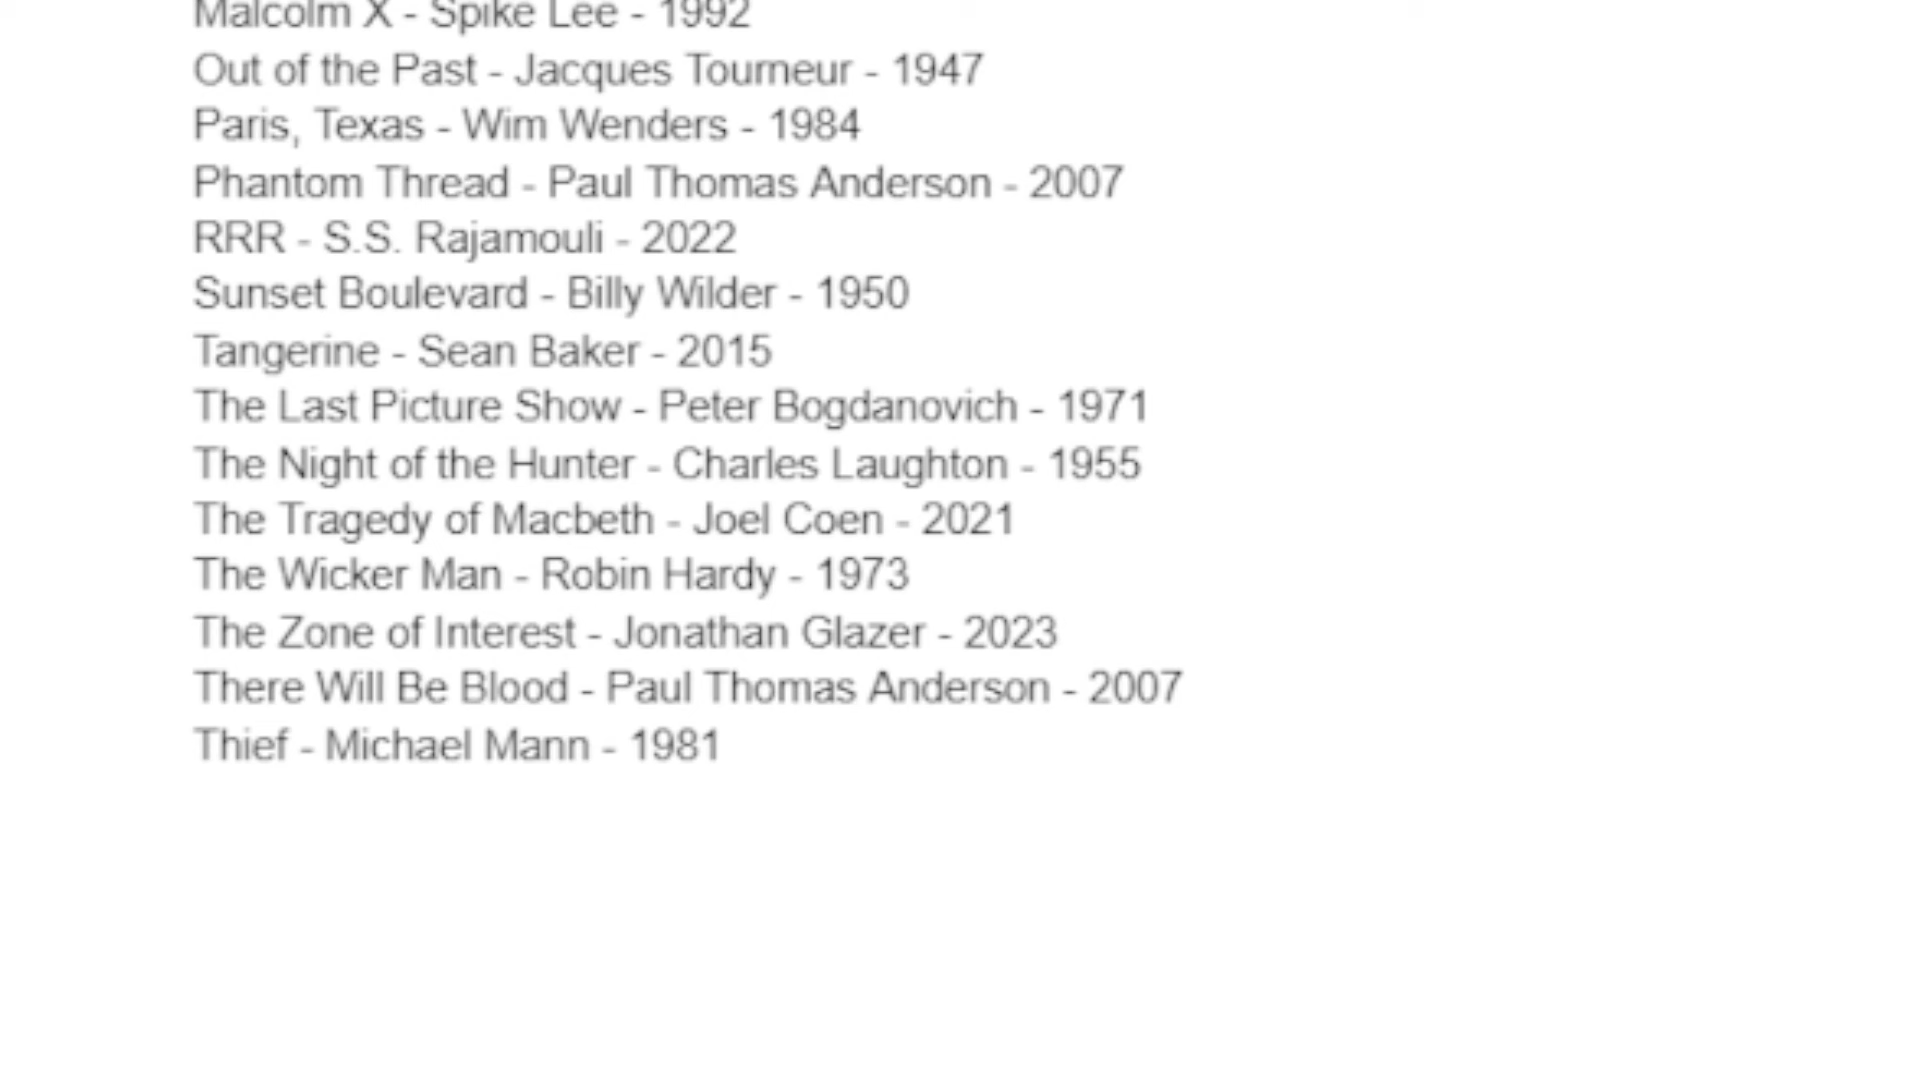 Malcolm X - Spike Lee - 1992
Out of the Past - Jacques Tourneur - 1947
Paris, Texas - Wim Wenders - 1984
Phantom Thread - Paul Thomas Anderson - 2007
RRR - S.S. Rajamouli - 2022
Sunset Boulevard - Billy Wilder - 1950
Tangerine - Sean Baker - 2015
The Last Picture Show - Peter Bogdanovich - 1971
The Night of the Hunter - Charles Laughton - 1955
The Tragedy of Macbeth - Joel Coen - 2021
The Wicker Man - Robin Hardy - 1973
The Zone of Interest - Jonathan Glazer - 2023
There Will Be Blood - Paul Thomas Anderson - 2007
Thief - Michael Mann - 1981